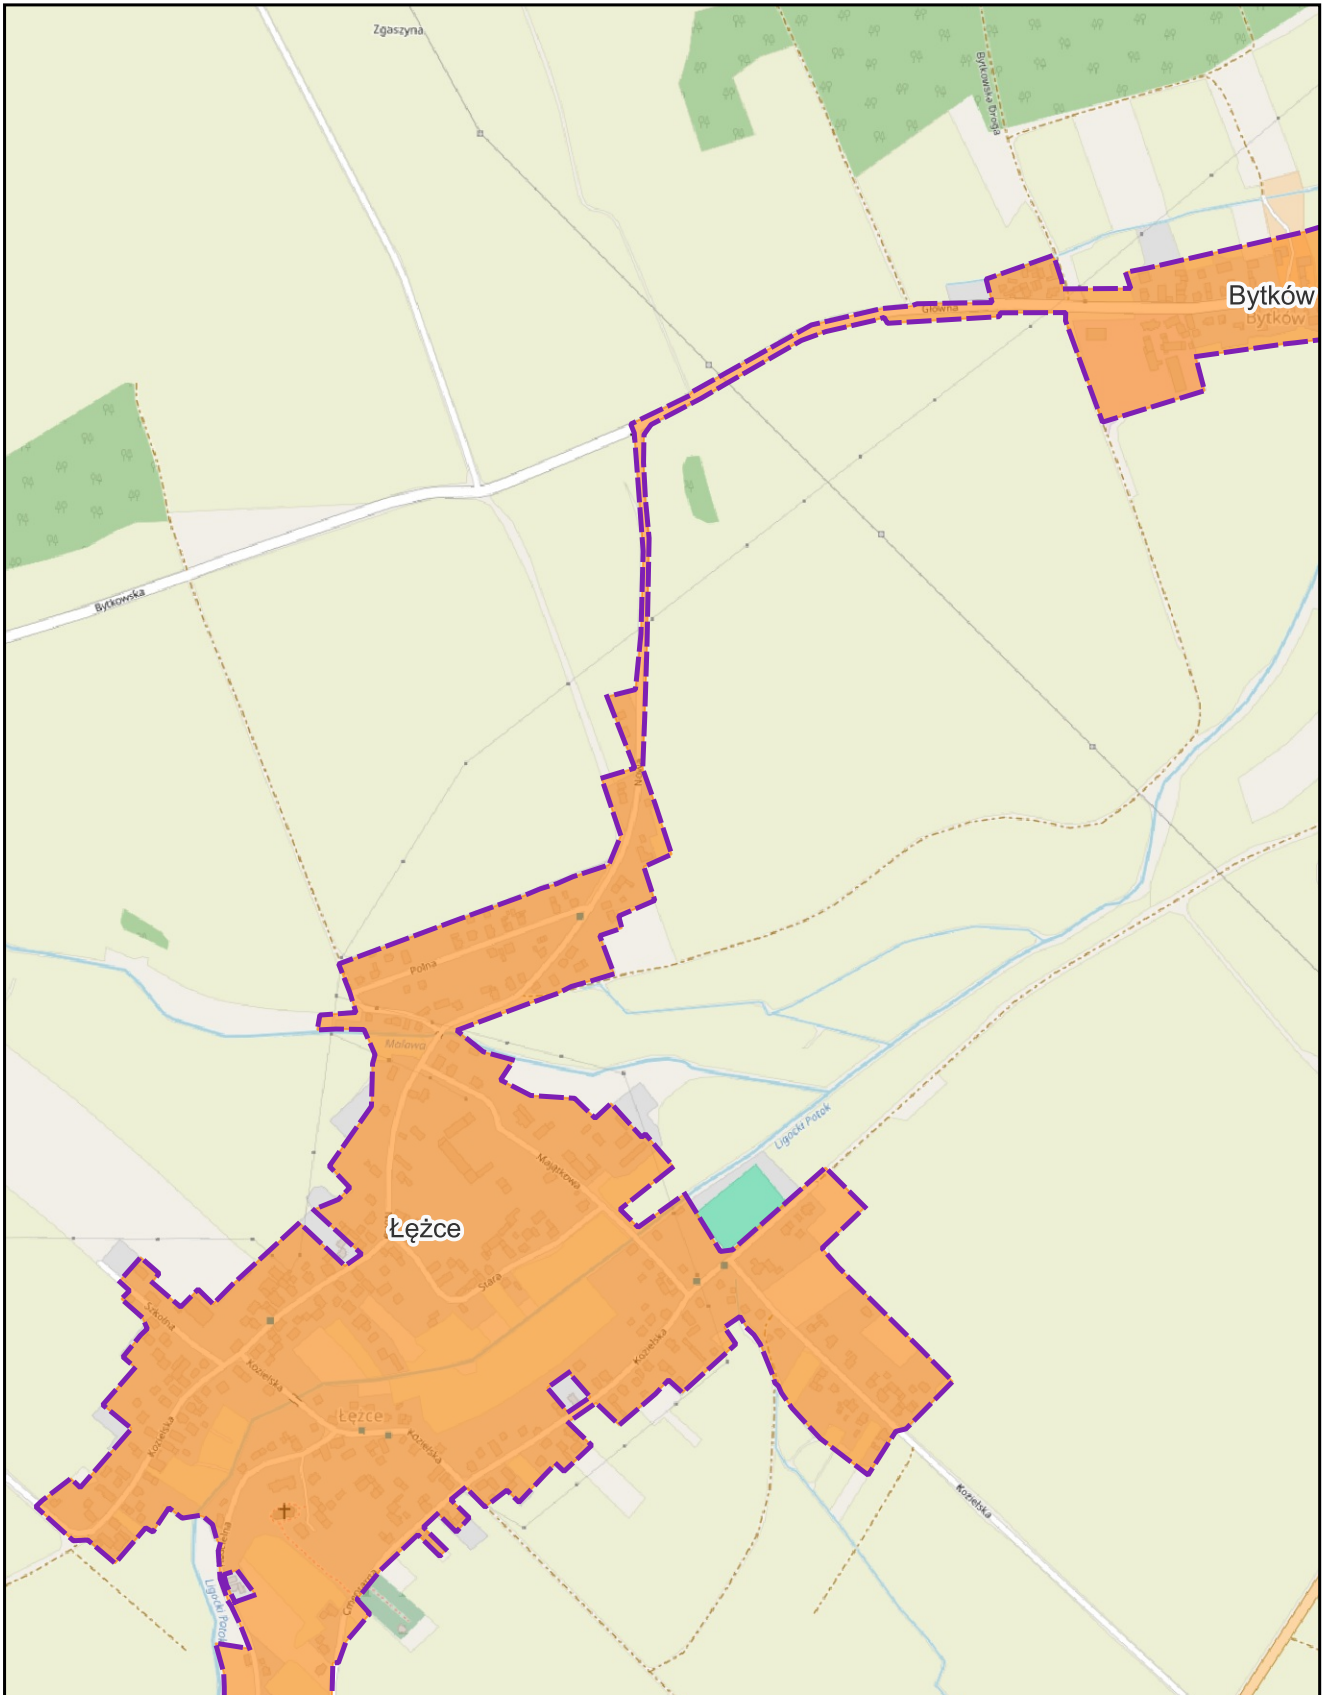 Zgaszyna
Bytkowska Droga
Bytków
Bytków
Główna
Bytkowska
Polna
Malowa
Ligocki Potok
Majątkowa
Łężce
Stara
Szkolna
Kozielska
Kozielska
Kozielska
Łężce
Kozielska
Kozielska
Ligocki Potok